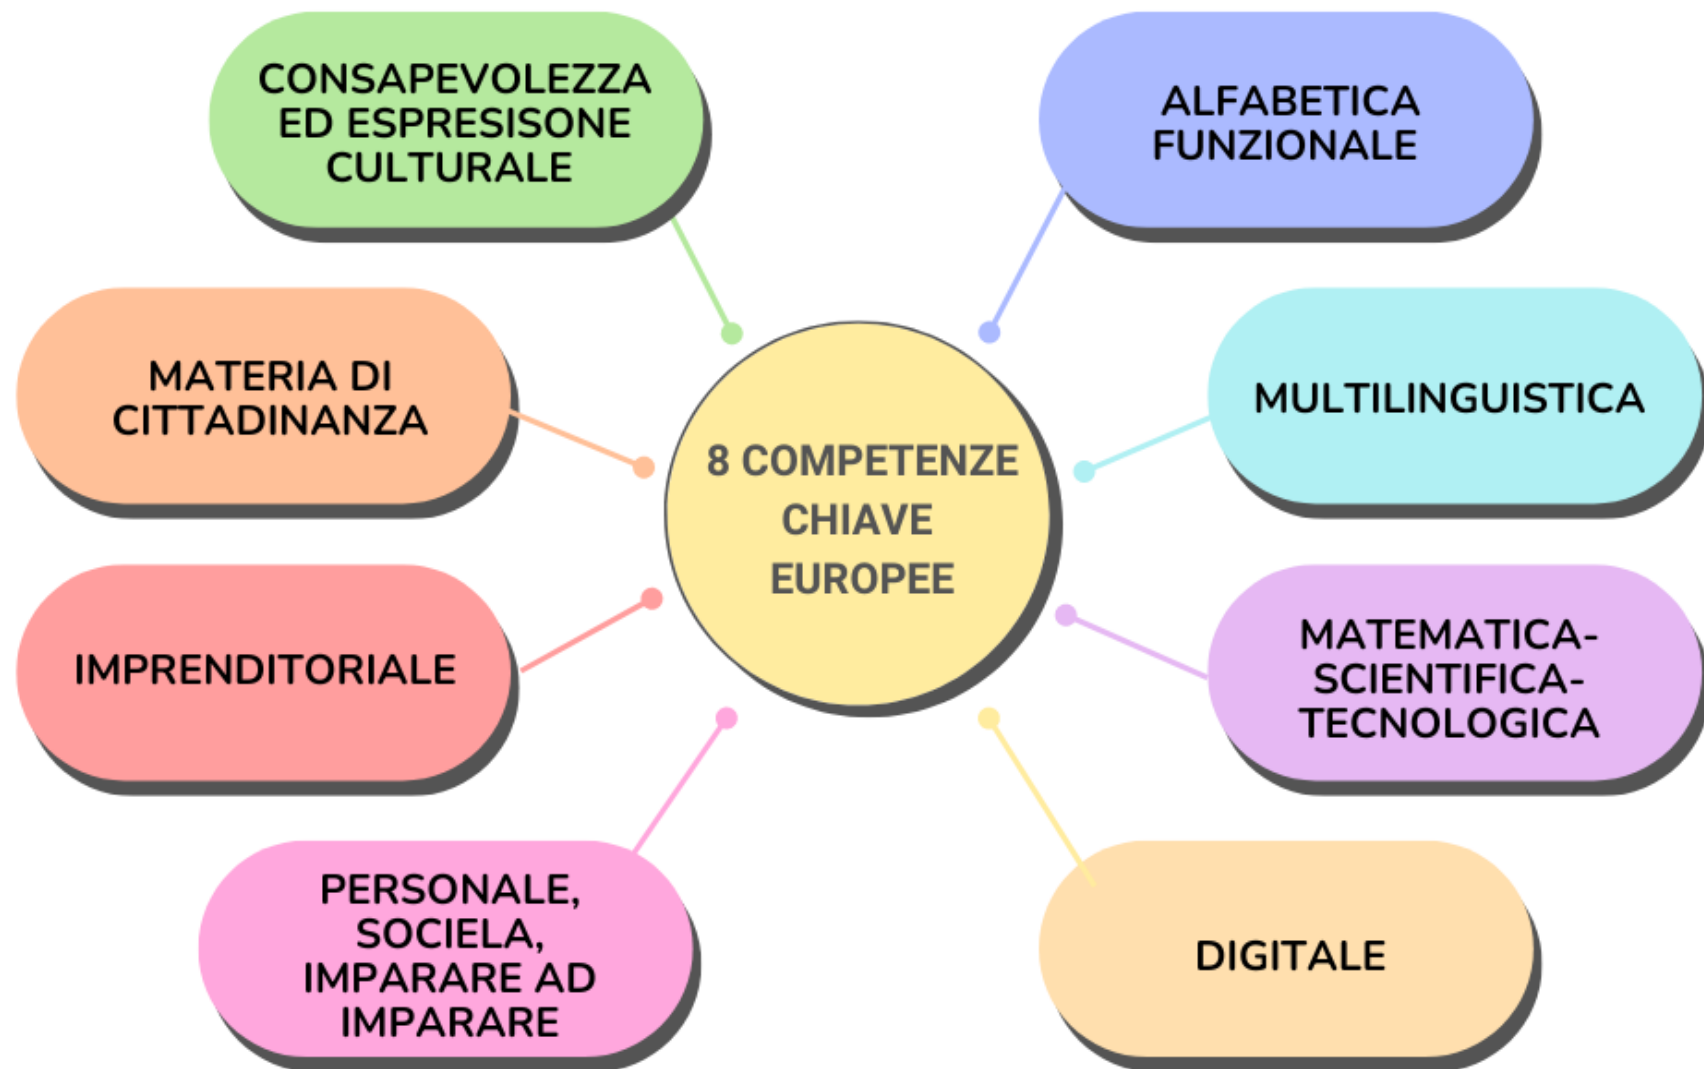 CONSAPEVOLEZZA
ED ESPRESISONE
CULTURALE
ALFABETICA
FUNZIONALE
MATERIA DI
CITTADINANZA
MULTILINGUISTICA
8 COMPETENZE
CHIAVE
EUROPEE
IMPRENDITORIALE
MATEMATICA-
SCIENTIFICA-
TECNOLOGICA
PERSONALE,
SOCIELA,
IMPARARE AD
IMPARARE
DIGITALE